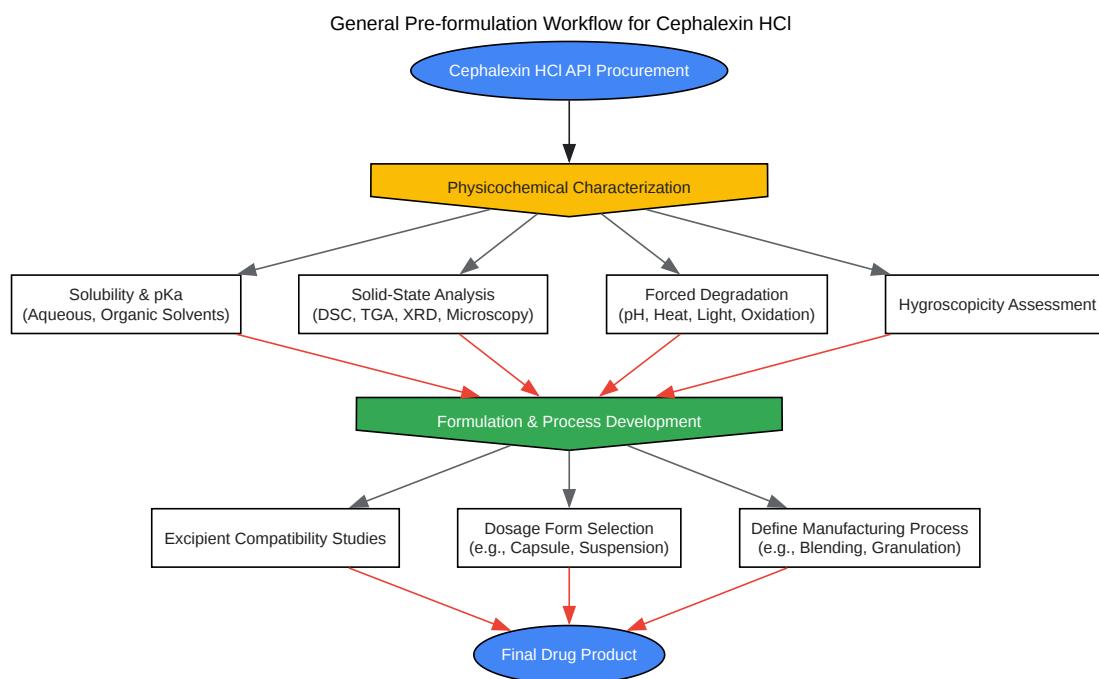 General Pre-formulation Workflow for Cephalexin HCl
Cephalexin HCl API Procurement
Physicochemical Characterization
Solubility & pKa
(Aqueous, Organic Solvents)
Solid-State Analysis
(DSC, TGA, XRD, Microscopy)
Forced Degradation
(pH, Heat, Light, Oxidation)
Hygroscopicity Assessment
Formulation & Process Development
Excipient Compatibility Studies
Dosage Form Selection
(e.g., Capsule, Suspension)
Define Manufacturing Process
(e.g., Blending, Granulation)
Final Drug Product